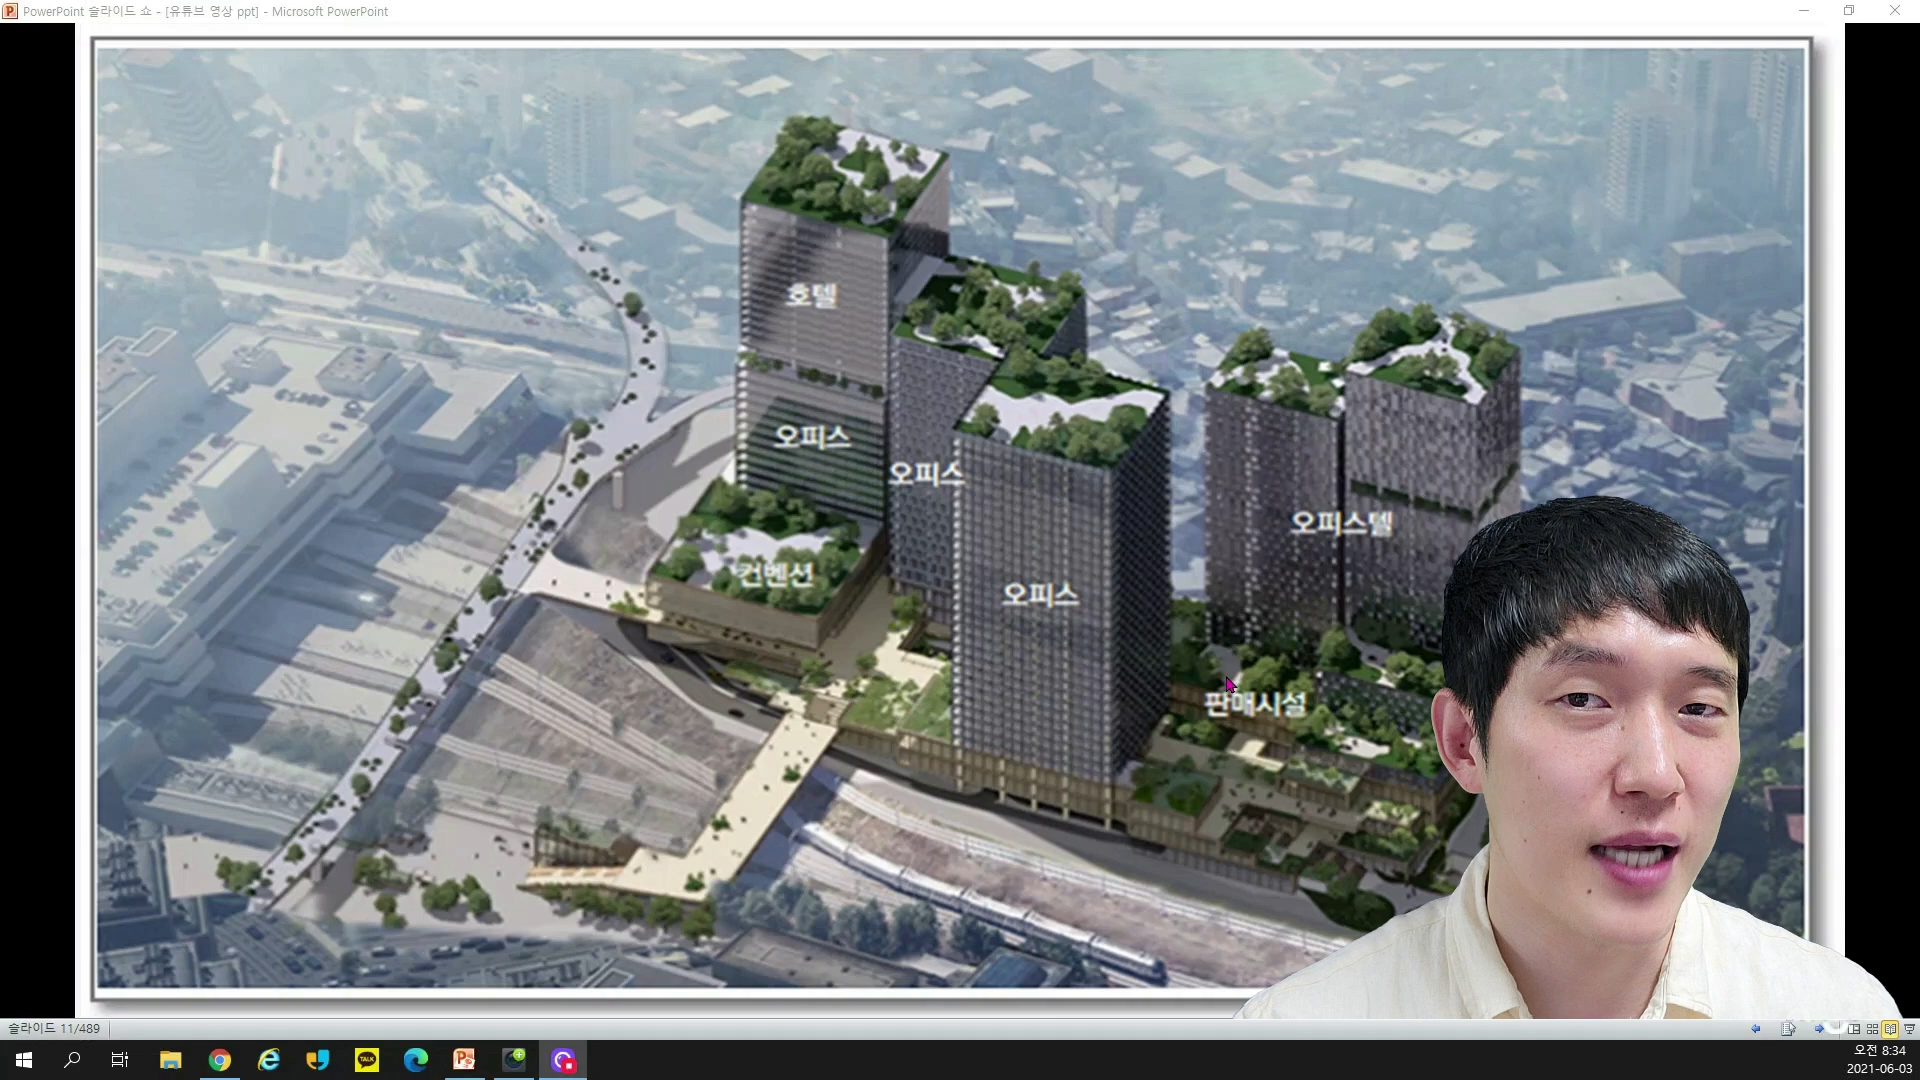 PowerPoint 슬라이드 쇼 - [유튜브 영상 ppt] - Microsoft PowerPoint
호텔
오피스
오피스
오피스텔
컨벤션
오피스
판매시설
슬라이드 11/489
TALK
오전 8:34
2021-06-03